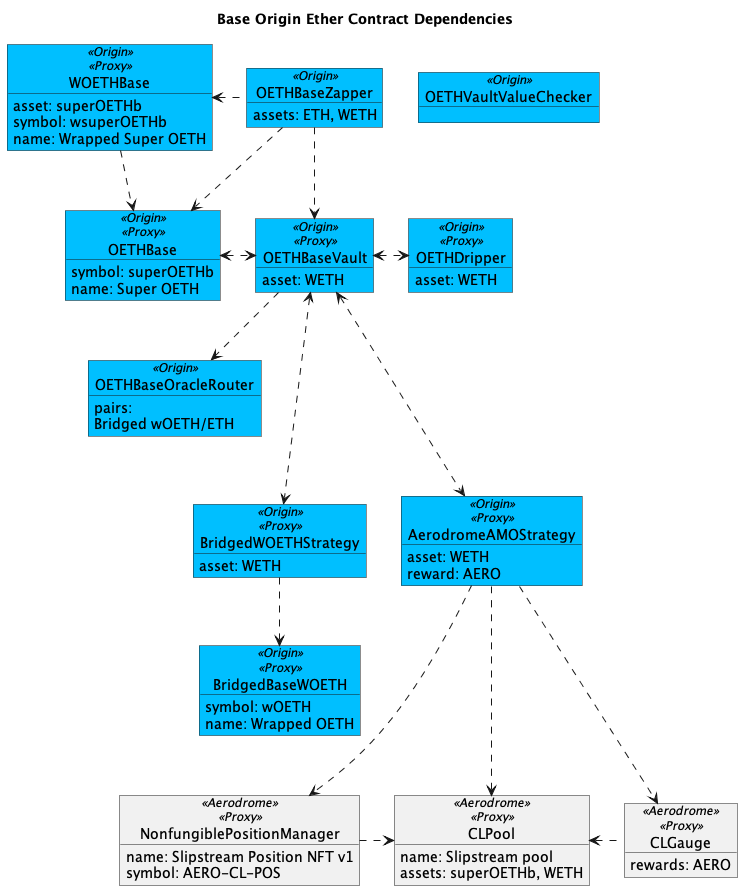 Base Origin Ether Contract Dependencies
«Origin»
«Proxy»
WOETHBase
asset: superOETHb
symbol: wsuperOETHb
name: Wrapped Super OETH
«Origin»
OETHBaseZapper
assets: ETH, WETH
«Origin»
OETHVaultValueChecker
«Origin»
«Proxy»
OETHBase
symbol: superOETHb
name: Super OETH
«Origin»
«Proxy»
OETHBaseVault
asset: WETH
«Origin»
«Proxy»
OETHDripper
asset: WETH
«Origin»
OETHBaseOracleRouter
pairs:
Bridged wOETH/ETH
«Origin»
«Proxy»
BridgedWOETHStrategy
asset: WETH
«Origin»
«Proxy»
AerodromeAMOStrategy
asset: WETH
reward: AERO
«Origin»
«Proxy»
BridgedBaseWOETH
symbol: wOETH
name: Wrapped OETH
«Aerodrome»
«Proxy»
NonfungiblePositionManager
name: Slipstream Position NFT v1
symbol: AERO-CL-POS
«Aerodrome»
«Proxy»
CLPool
name: Slipstream pool
assets: superOETHb, WETH
«Aerodrome»
«Proxy»
CLGauge
rewards: AERO